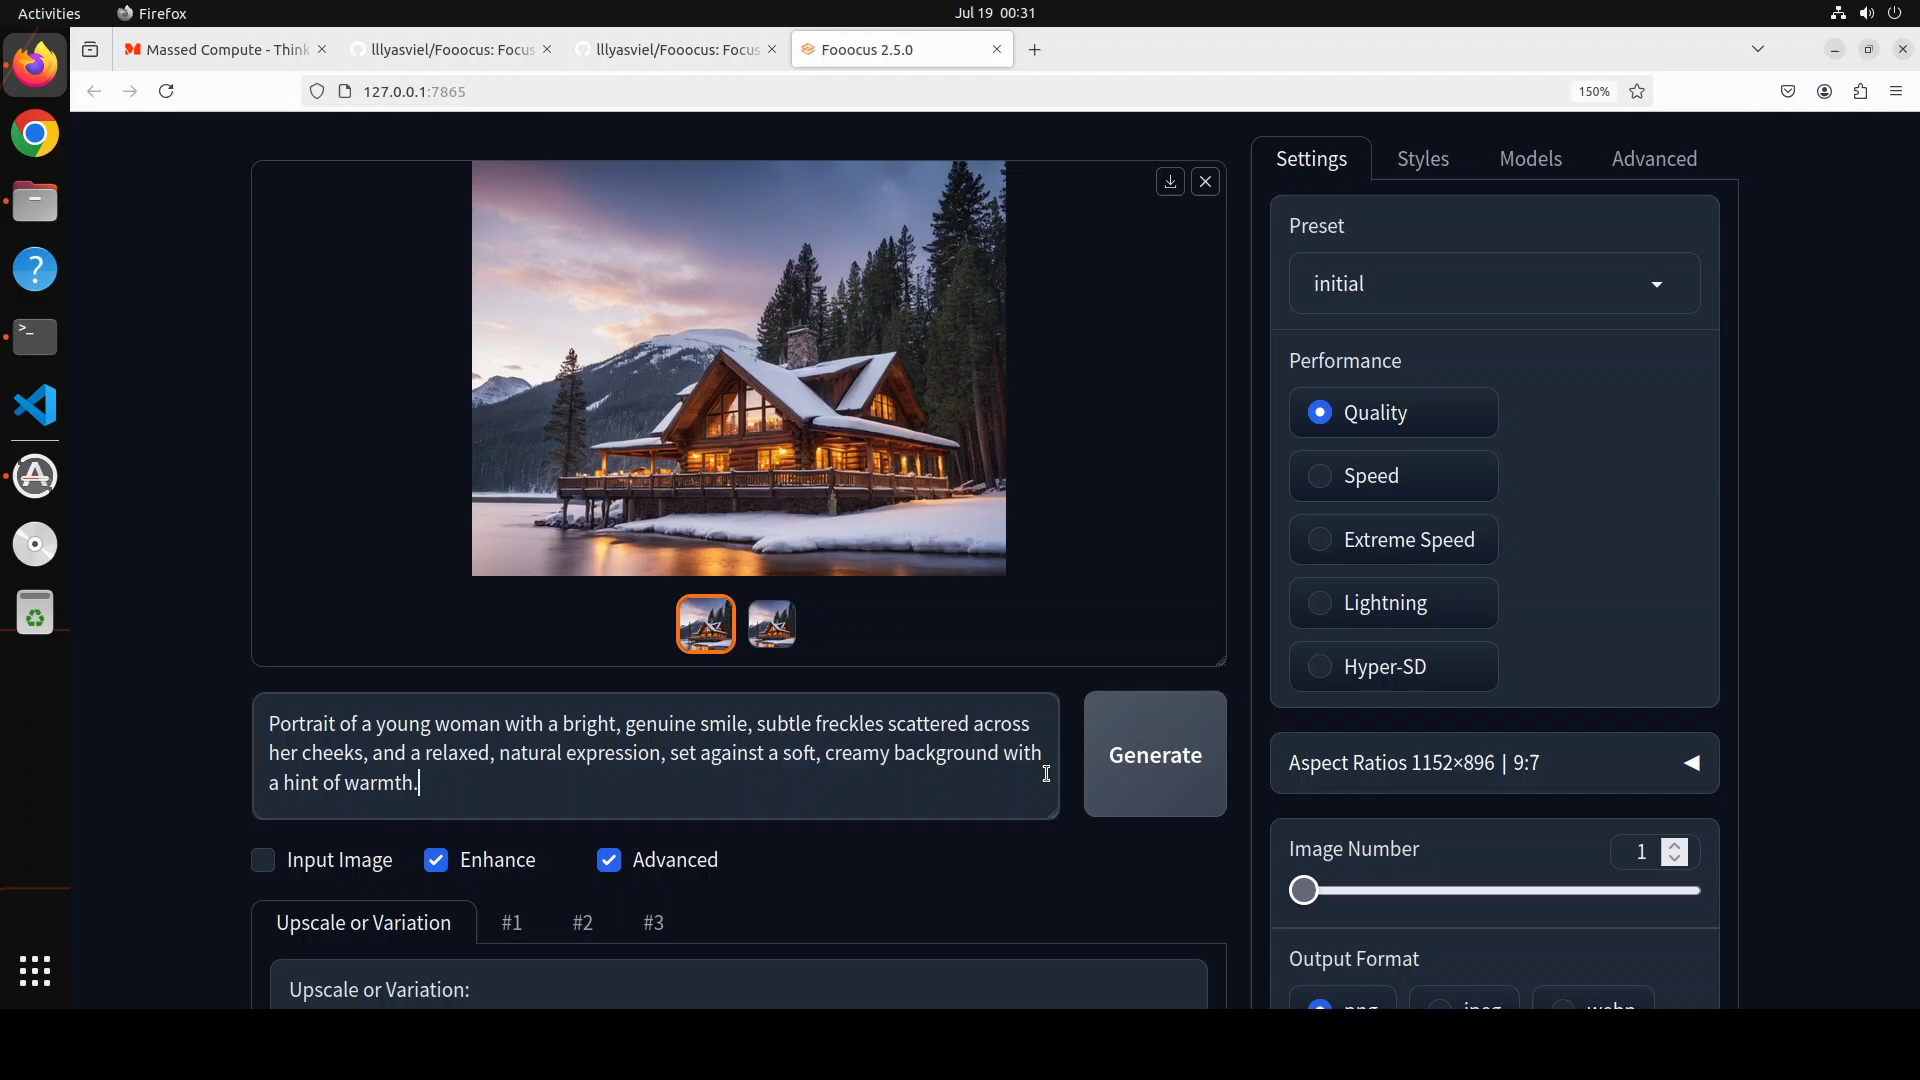 Activities
Firefox
Jul 19 00:31
Massed Compute - Think
lllyasviel/Fooocus: Focus
lllyasviel/Fooocus: Focus
Fooocus 2.5.0
127.0.0.1:7865
150%
Settings
Styles
Models
Advanced
Preset
initial
Performance
Quality
Speed
Extreme Speed
Lightning
Hyper-SD
Portrait of a young woman with a bright, genuine smile, subtle freckles scattered across
her cheeks, and a relaxed, natural expression, set against a soft, creamy background with
a hint of warmth.
Generate
Aspect Ratios 1152×896 | 9:7
Input Image
Enhance
Advanced
Image Number
1
Upscale or Variation
#1
#2
#3
Output Format
Upscale or Variation:
png
jpeg
webp